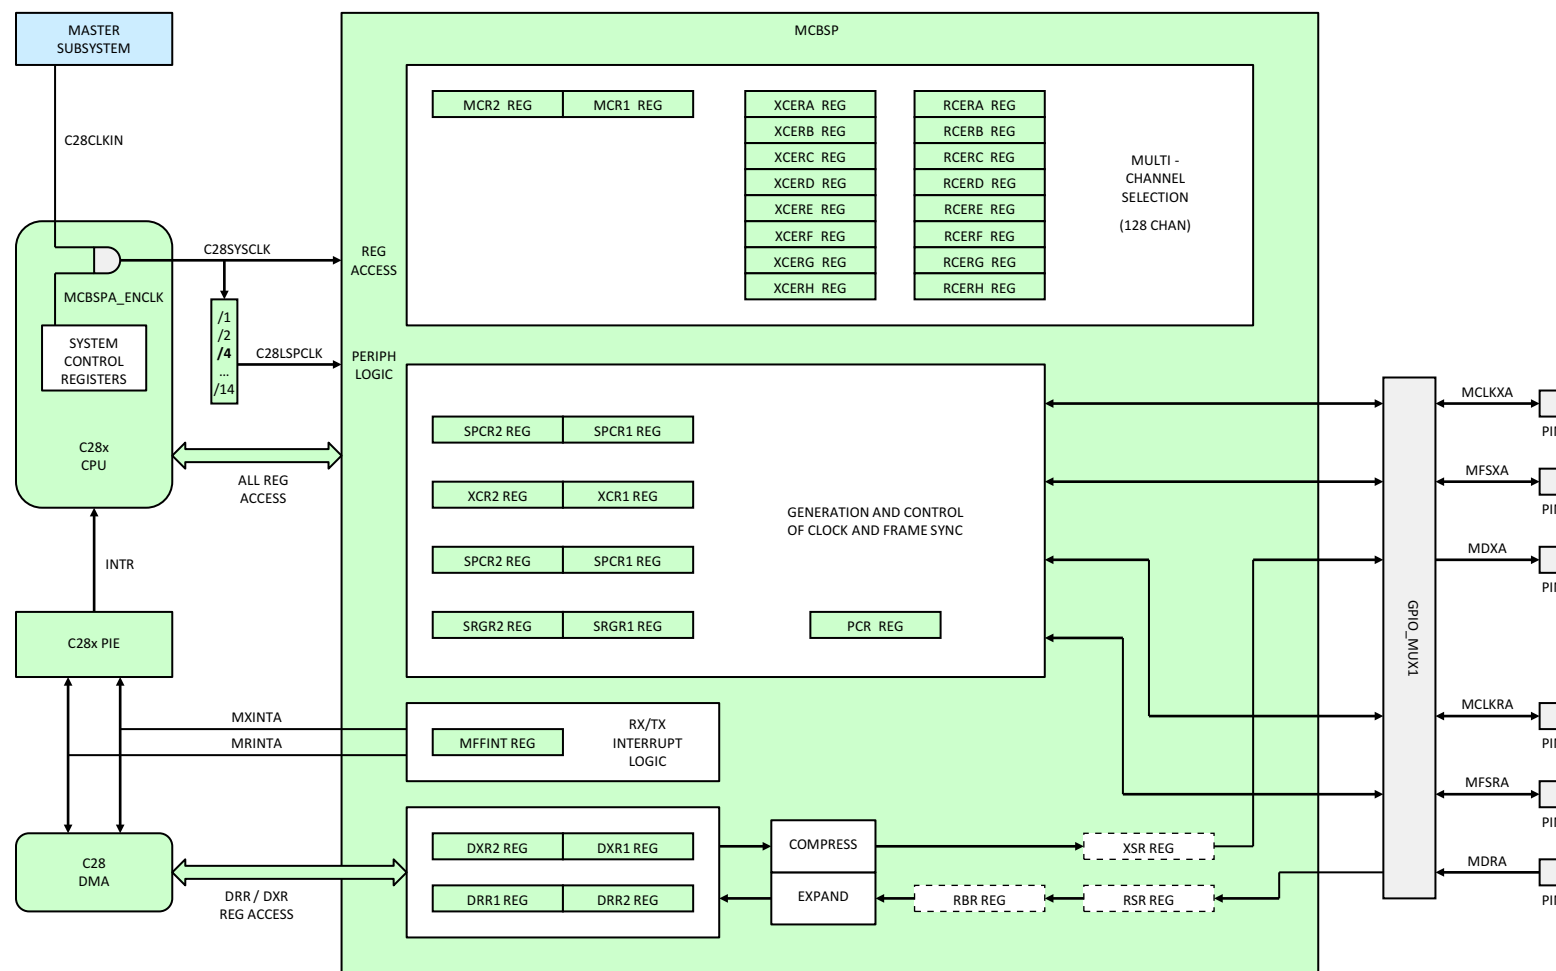 MASTER
SUBSYSTEM
C28CLKIN
C28SYSCLK
MCBSPA_ENCLK
SYSTEM
CONTROL
REGISTERS
/1
/2
/4
...
/14
C28LSPCLK
C28x
CPU
ALL REG
ACCESS
INTR
C28x PIE
MXINTA
MRINTA
C28
DMA
DRR / DXR
REG ACCESS
MCBSP
REG
ACCESS
PERIPH
LOGIC
MCR2 REG MCR1 REG
XCERA REG
XCERB REG
XCERC REG
XCERD REG
XCERE REG
XCERF REG
XCERG REG
XCERH REG
RCERA REG
RCERB REG
RCERC REG
RCERD REG
RCERE REG
RCERF REG
RCERG REG
RCERH REG
MULTI -
CHANNEL
SELECTION
(128 CHAN)
SPCR2 REG SPCR1 REG
XCR2 REG XCR1 REG
SPCR2 REG SPCR1 REG
SRGR2 REG SRGR1 REG
GENERATION AND CONTROL
OF CLOCK AND FRAME SYNC
PCR REG
MFFINT REG
RX/TX
INTERRUPT
LOGIC
DXR2 REG DXR1 REG
DRR1 REG DRR2 REG
COMPRESS
EXPAND
XSR REG
RBR REG
RSR REG
GPIO_MUX1
MCLKXA
MFSXA
MDXA
MCLKRA
MFSRA
MDRA